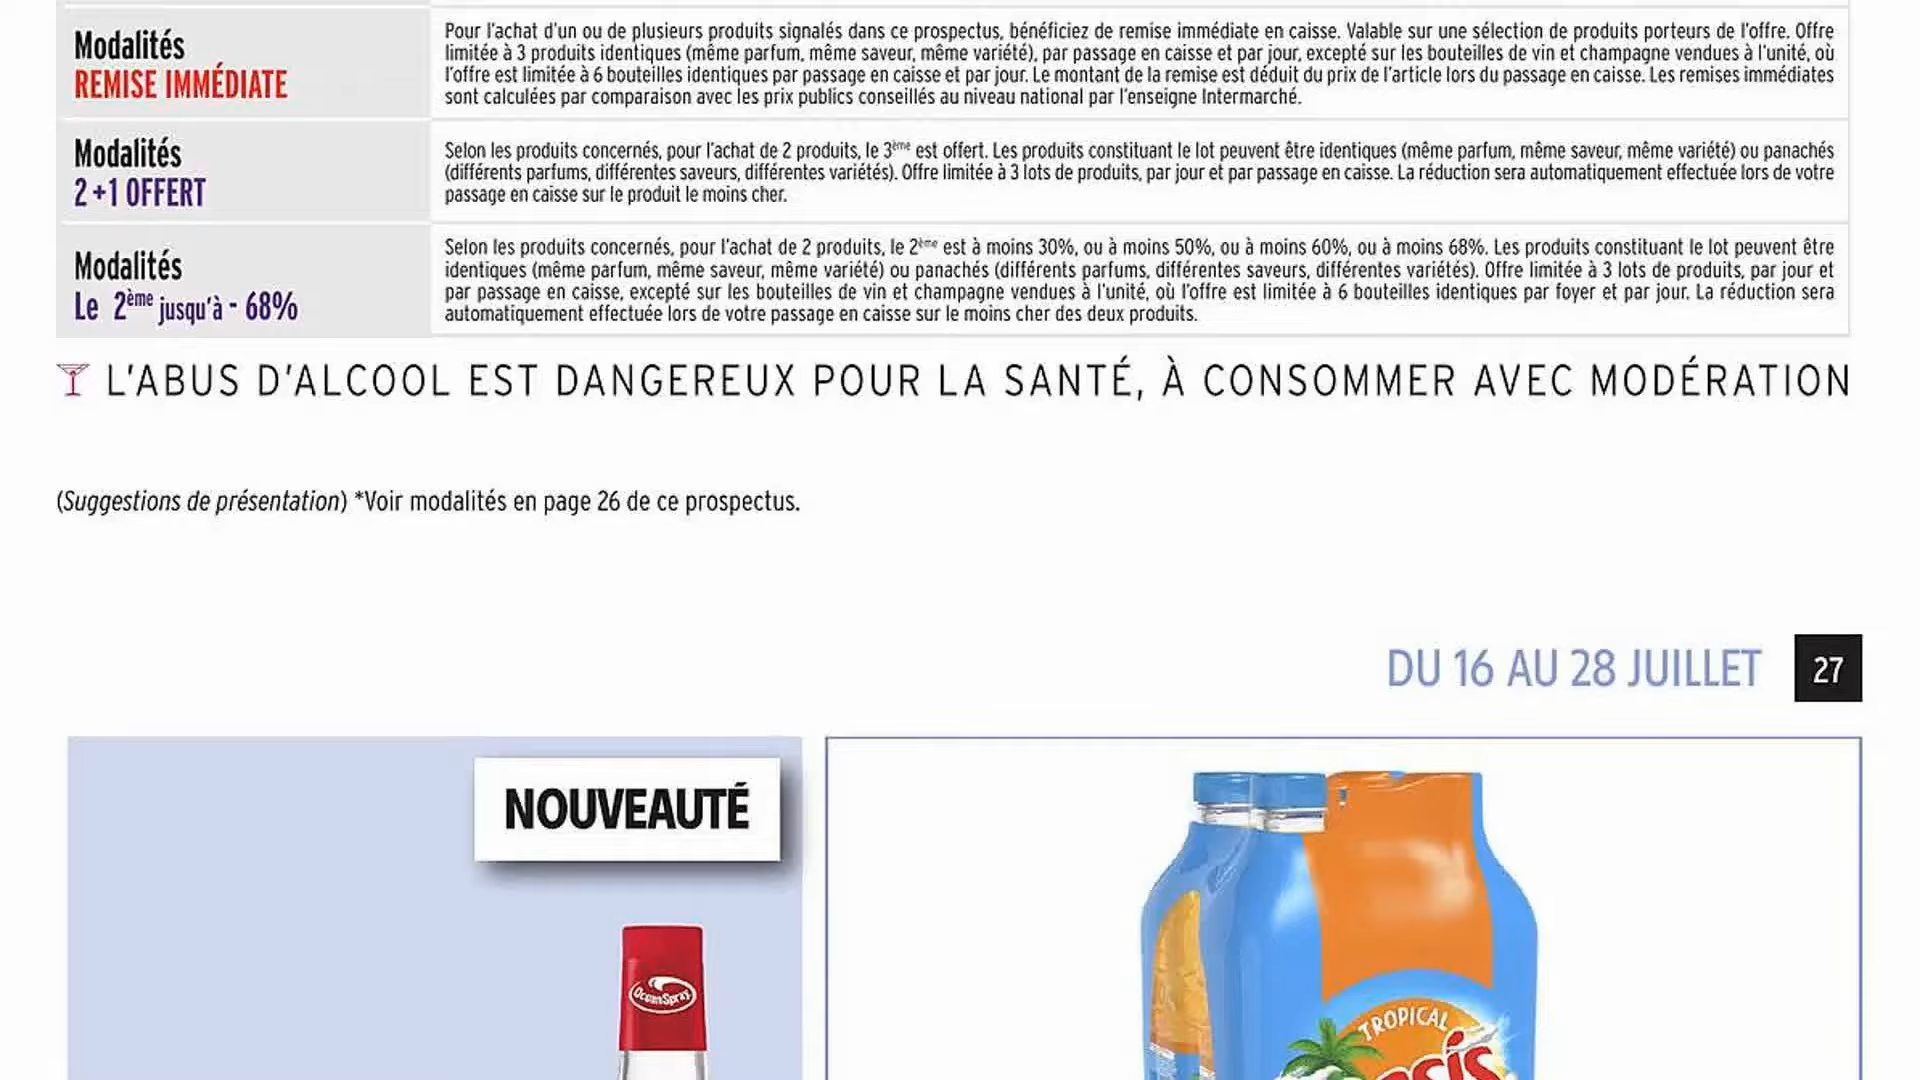 Modalités
REMISE IMMÉDIATE
Pour l'achat d'un ou de plusieurs produits signalés dans ce prospectus, bénéficiez de remise immédiate en caisse. Valable sur une sélection de produits porteurs de l'offre. Offre
limitée à 3 produits identiques (même parfum, même saveur, même variété), par passage en caisse et par jour, excepté sur les bouteilles de vin et champagne vendues à l'unité, où
l'offre est limitée à 6 bouteilles identiques par passage en caisse et par jour. Le montant de la remise est déduit du prix de l'article lors du passage en caisse. Les remises immédiates
sont calculées par comparaison avec les prix publics conseillés au niveau national par l'enseigne Intermarché.
Modalités
2 +1 OFFERT
Selon les produits concernés, pour l'achat de 2 produits, le 3ème est offert. Les produits constituant le lot peuvent être identiques (même parfum, même saveur, même variété) ou panachés
(différents parfums, différentes saveurs, différentes variétés). Offre limitée à 3 lots de produits, par jour et par passage en caisse. La réduction sera automatiquement effectuée lors de votre
passage en caisse sur le produit le moins cher.
Modalités
Le 2ème jusqu'à - 68%
Selon les produits concernés, pour l'achat de 2 produits, le 2ème est à moins 30%, ou à moins 50%, ou à moins 60%, ou à moins 68%. Les produits constituant le lot peuvent être
identiques (même parfum, même saveur, même variété) ou panachés (différents parfums, différentes saveurs, différentes variétés). Offre limitée à 3 lots de produits, par jour et
par passage en caisse, excepté sur les bouteilles de vin et champagne vendues à l'unité, où l'offre est limitée à 6 bouteilles identiques par foyer et par jour. La réduction sera
automatiquement effectuée lors de votre passage en caisse sur le moins cher des deux produits.
L'ABUS D'ALCOOL EST DANGEREUX POUR LA SANTÉ, À CONSOMMER AVEC MODÉRATION
(Suggestions de présentation) *Voir modalités en page 26 de ce prospectus.
DU 16 AU 28 JUILLET 27
NOUVEAUTÉ
OceanSpray
TROPICAL